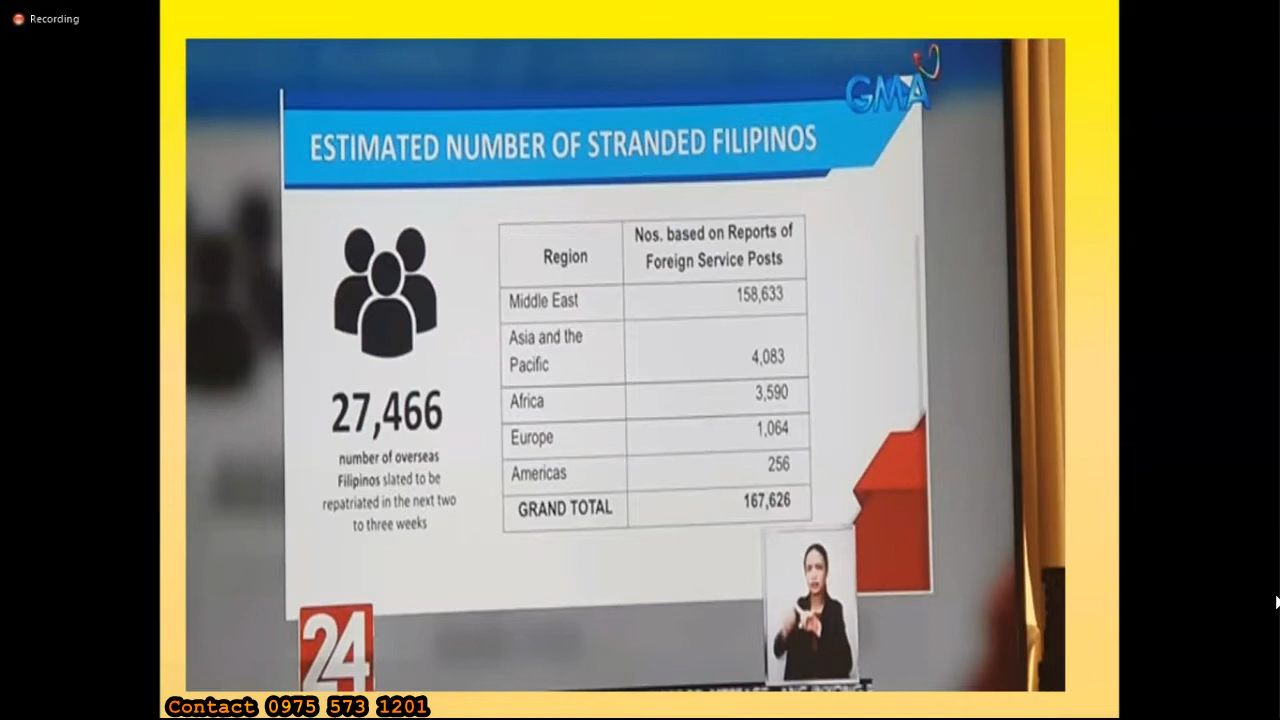 Recording
GMA
ESTIMATED NUMBER OF STRANDED FILIPINOS
27,466
number of overseas
Filipinos slated to be
repatriated in the next two
to three weeks
Region
Nos. based on Reports of
Foreign Service Posts
Middle East
158,633
Asia and the
Pacific
4,083
Africa
3,590
Europe
1,064
Americas
256
GRAND TOTAL
167,626
24
Contact 0975 573 1201